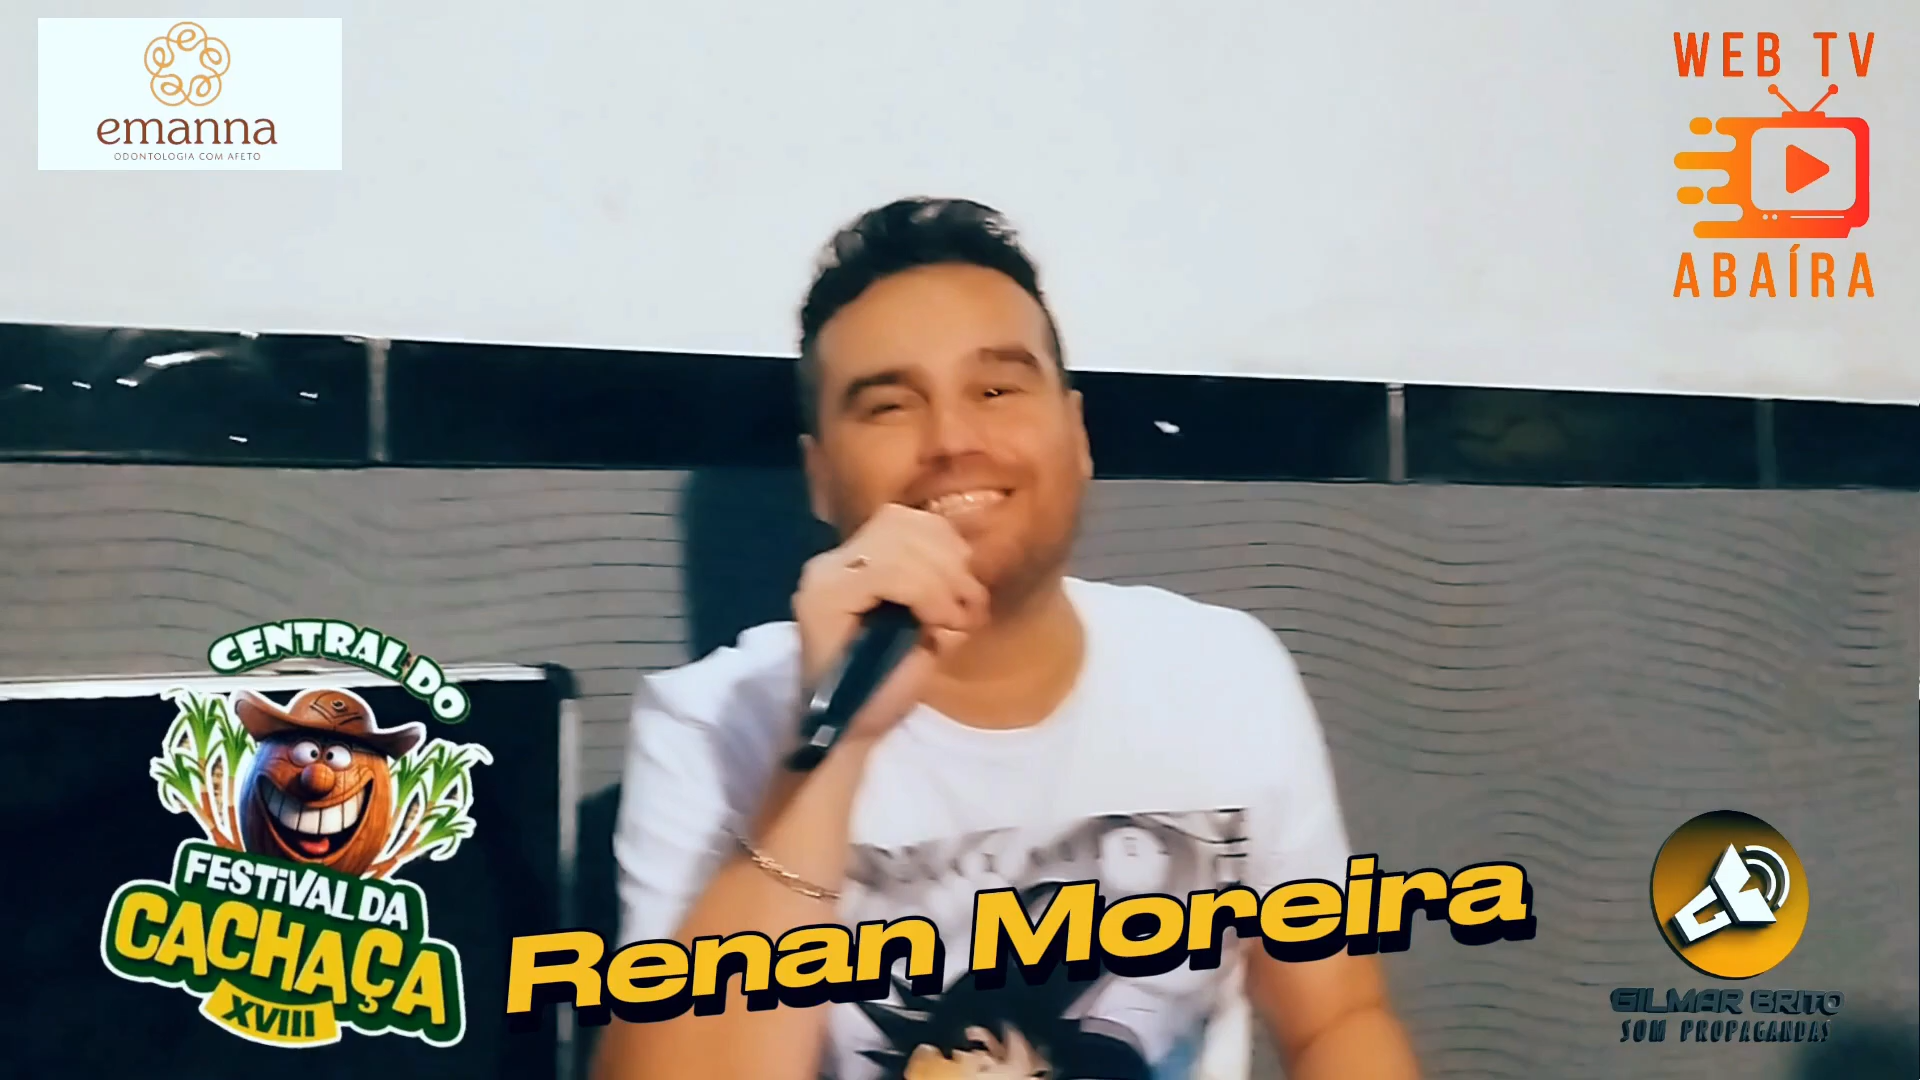 emanna
ODONTOLOGIA COM AFETO
WEB TV
ABAÍRA
CENTRAL DO
FESTIVAL DA
CACHAÇA
XVIII
Renan Moreira
GILMAR BRITO
SOM PROPAGANDAS